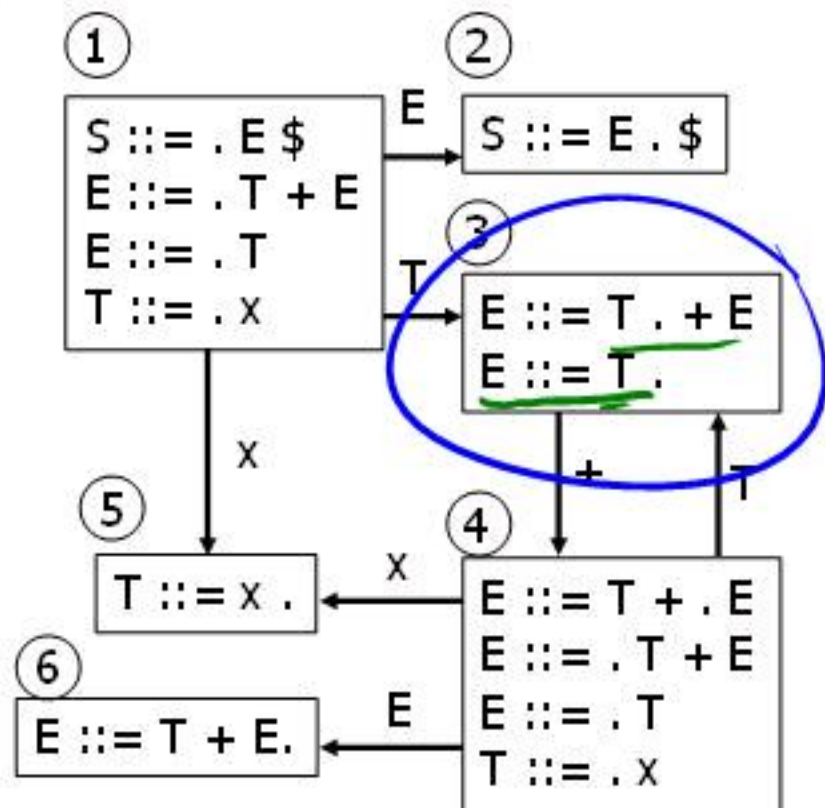 1
S ::= . E $
E ::= . T + E
E ::= . T
T ::= . x
E
2
S ::= E . $
T
3
E ::= T . + E
E ::= T .
x
+
T
5
T ::= x .
x
4
E ::= T + . E
E ::= . T + E
E ::= . T
T ::= . x
6
E ::= T + E.
E